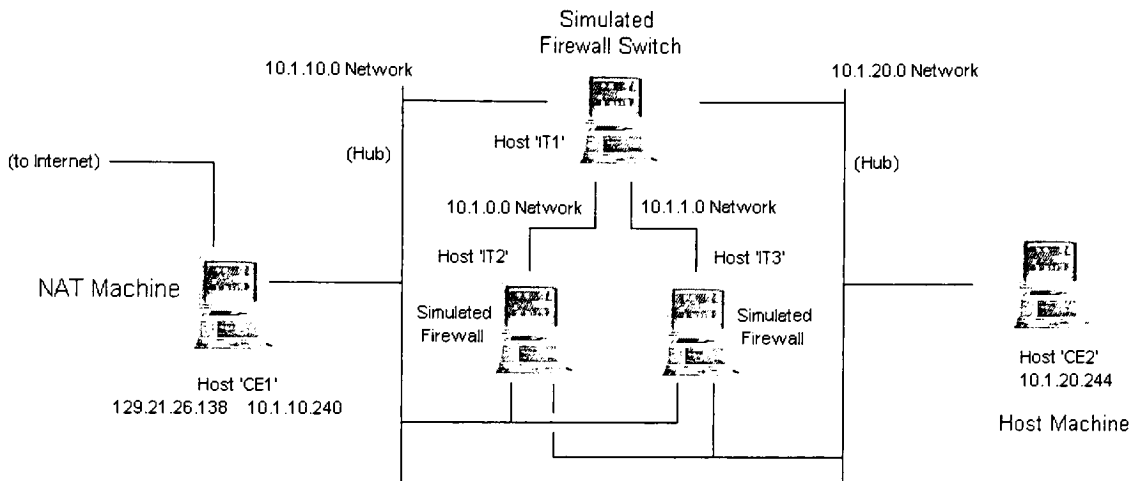 Simulated
Firewall Switch
10.1.10.0 Network
10.1.20.0 Network
Host 'IT1'
(Hub)
(Hub)
(to Internet)
10.1.0.0 Network
10.1.1.0 Network
Host 'IT2'
Host 'IT3'
NAT Machine
Simulated
Firewall
Simulated
Firewall
Host 'CE1'
129.21.26.138 10.1.10.240
Host 'CE2'
10.1.20.244
Host Machine